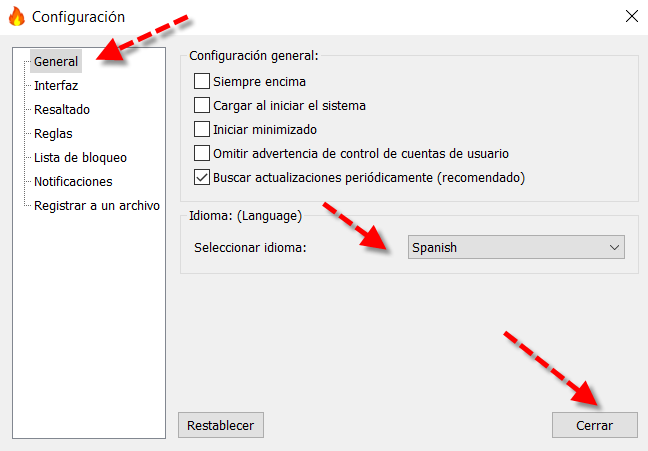 Configuración
General
Interfaz
Resaltado
Reglas
Lista de bloqueo
Notificaciones
Registrar a un archivo
Configuración general:
Siempre encima
Cargar al iniciar el sistema
Iniciar minimizado
Omitir advertencia de control de cuentas de usuario
Buscar actualizaciones periódicamente (recomendado)
Idioma: (Language)
Seleccionar idioma: Spanish
Restablecer Cerrar